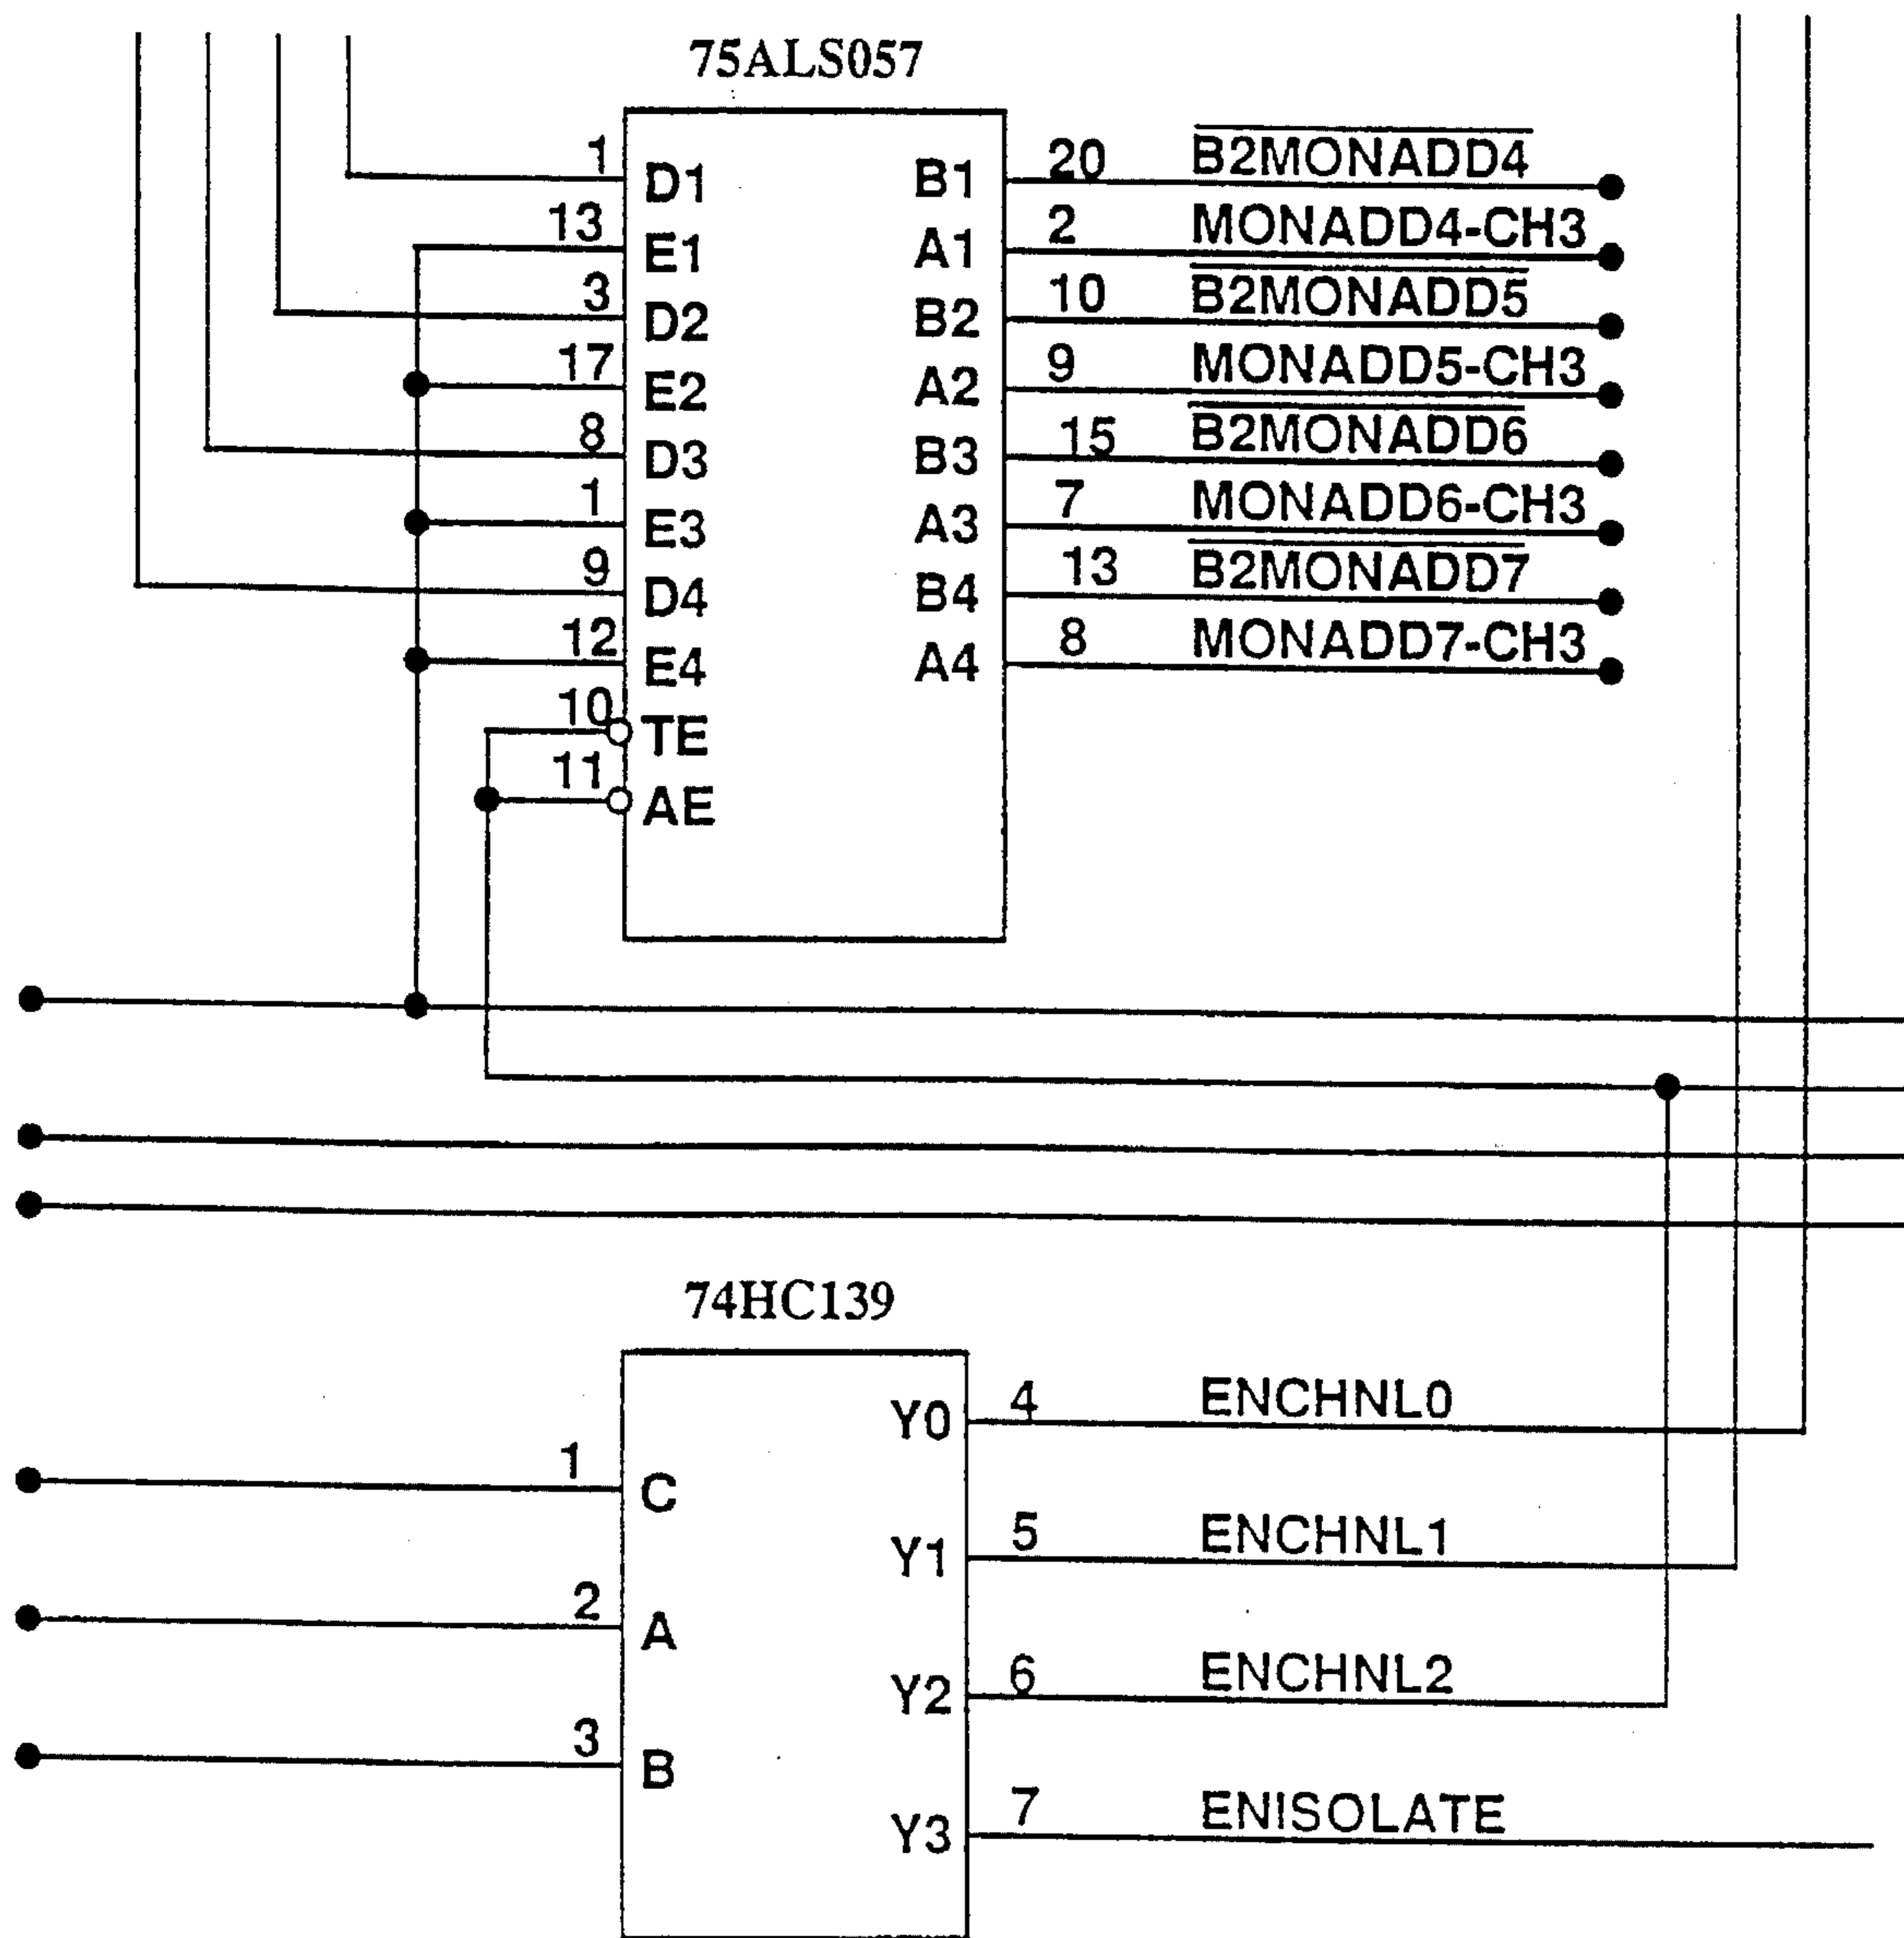 75ALS057
1 D1 B1 20 B2MONADD4
13 E1 A1 2 MONADD4-CH3
3 D2 B2 10 B2MONADD5
17 E2 A2 9 MONADD5-CH3
8 D3 B3 15 B2MONADD6
1 E3 A3 7 MONADD6-CH3
9 D4 B4 13 B2MONADD7
12 E4 A4 8 MONADD7-CH3
10 TE
11 AE
74HC139
Y0 4 ENCHNL0
1 C
Y1 5 ENCHNL1
2 A
Y2 6 ENCHNL2
3 B
Y3 7 ENISOLATE